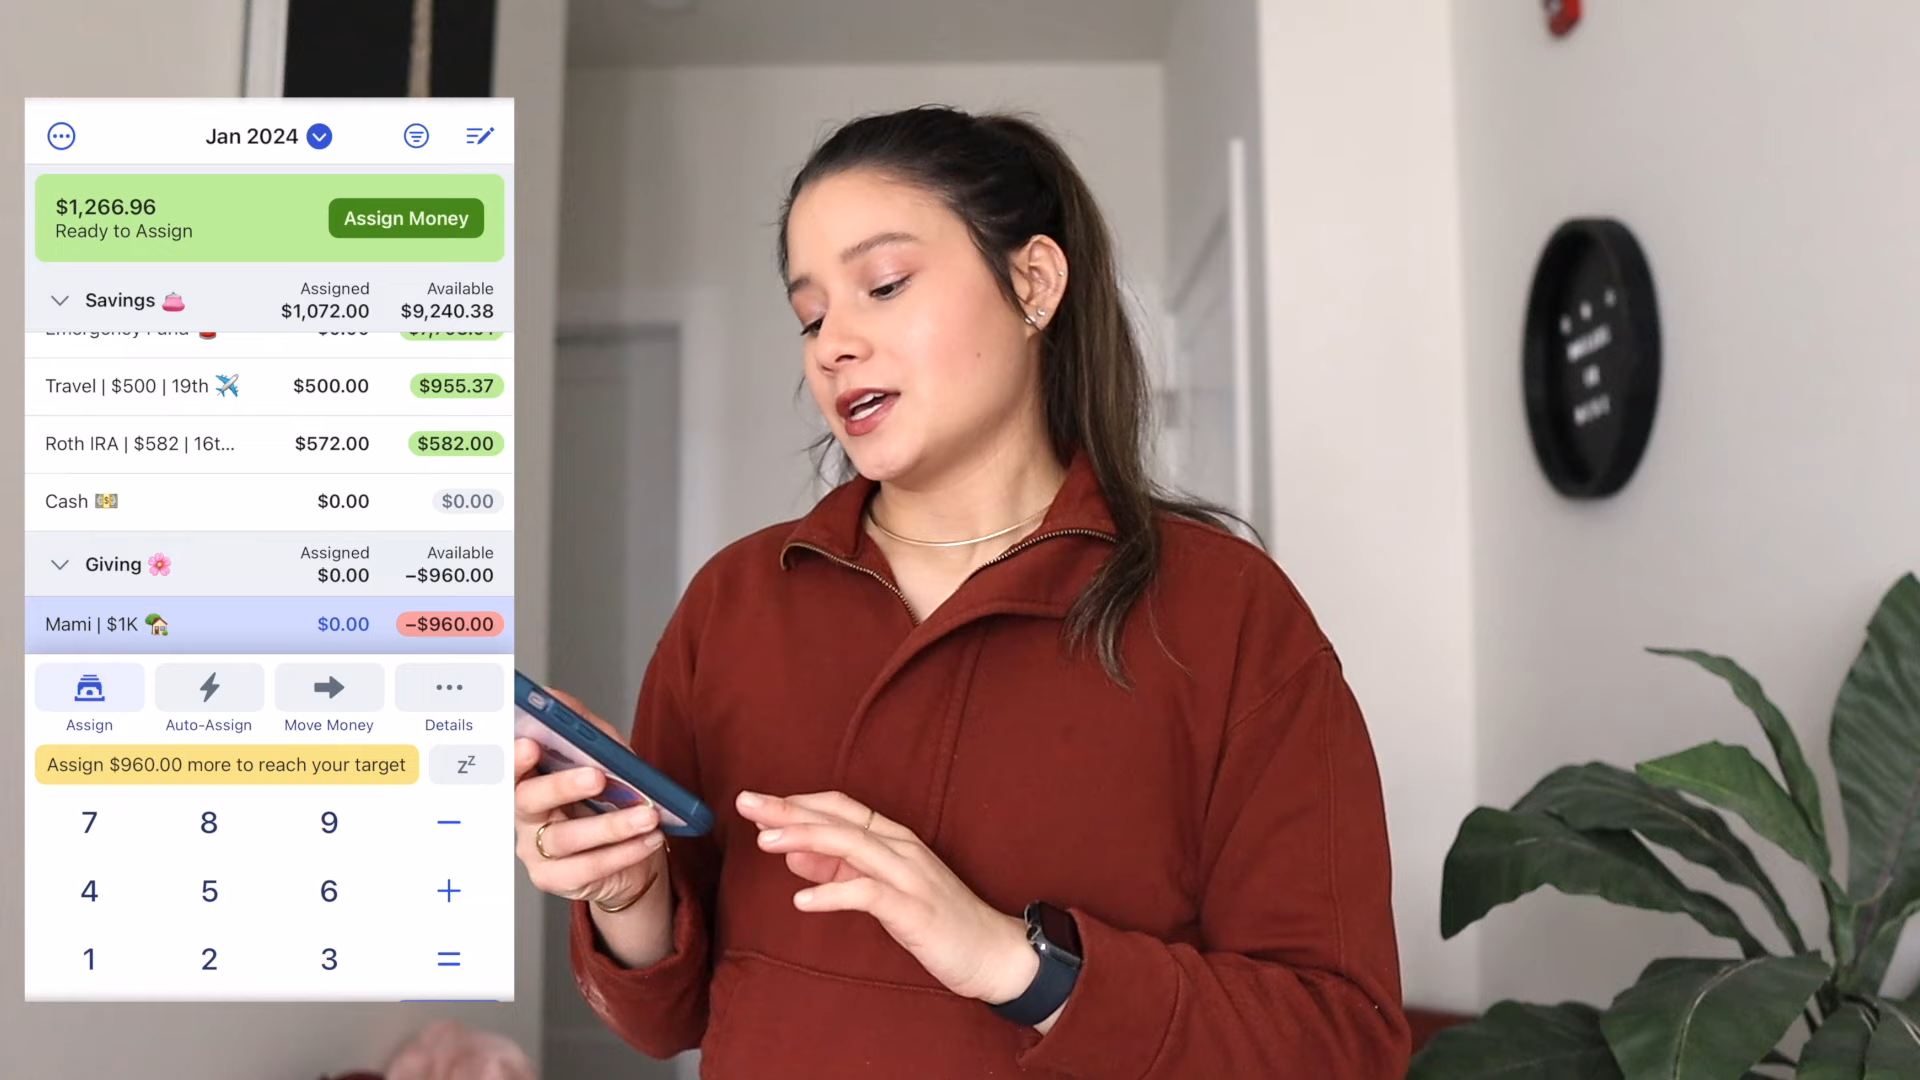 Jan 2024
$1,266.96
Ready to Assign
Assign Money
Savings
Assigned
$1,072.00
Available
$9,240.38
Travel | $500 | 19th
$500.00
$955.37
Roth IRA | $582 | 16t...
$572.00
$582.00
Cash
$0.00
$0.00
Giving
Assigned
$0.00
Available
−$960.00
Mami | $1K
$0.00
−$960.00
Assign
Auto-Assign
Move Money
Details
Assign $960.00 more to reach your target
zz
7 8 9 −
4 5 6 +
1 2 3 =